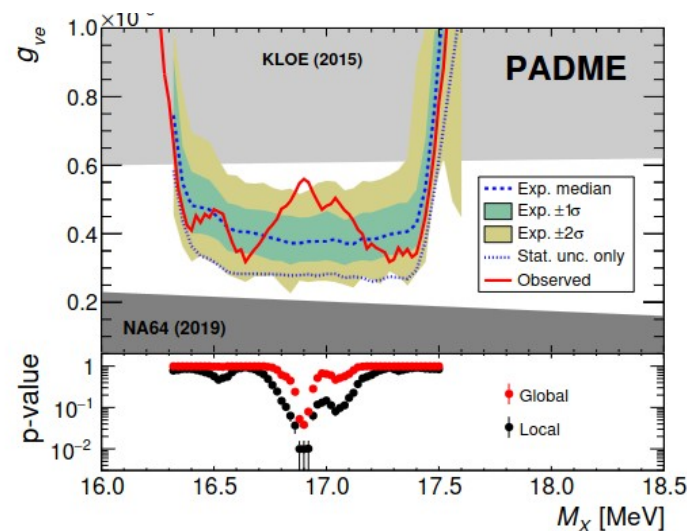 ×10
g_ve
1.0
KLOE (2015)
PADME
0.8
0.6
Exp. median
Exp. ±1σ
Exp. ±2σ
0.4
Stat. unc. only
Observed
0.2
NA64 (2019)
p-value
1
Global
10⁻¹
Local
10⁻²
16.0 16.5 17.0 17.5 18.0 18.5
M_X [MeV]